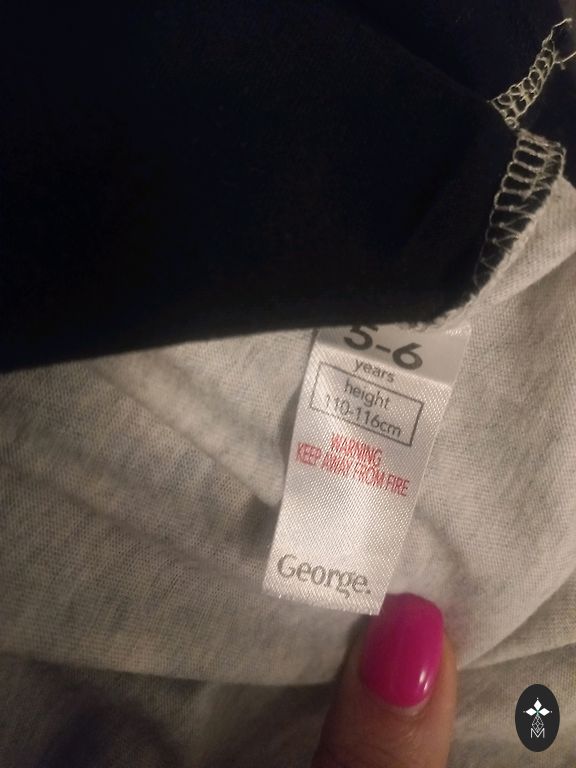 5-6
years
height
110-116cm
WARNING
KEEP AWAY FROM FIRE
George.
M